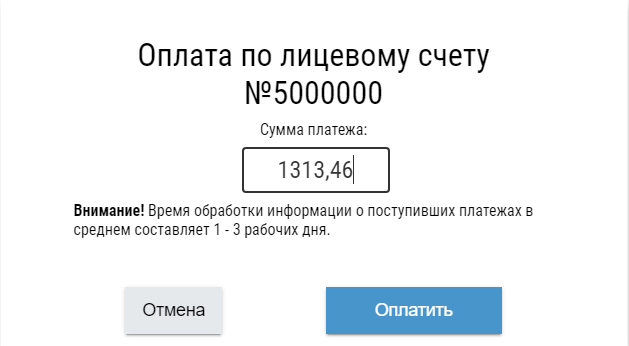 Оплата по лицевому счету
№5000000
Сумма платежа:
1313,46
Внимание! Время обработки информации о поступивших платежах в
среднем составляет 1 - 3 рабочих дня.
Отмена
Оплатить